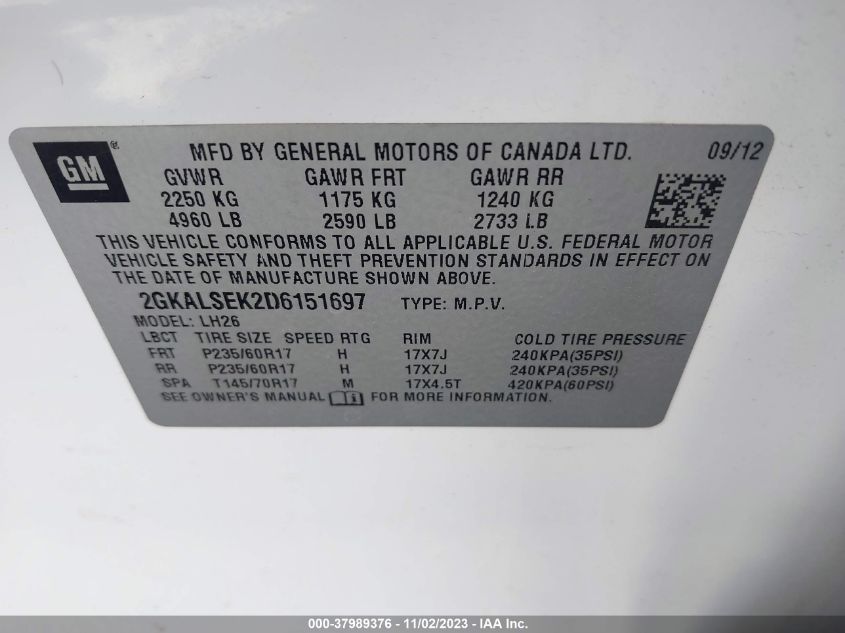 GM® MFD BY GENERAL MOTORS OF CANADA LTD. 09/12
GVWR GAWR FRT GAWR RR
2250 KG 1175 KG 1240 KG
4960 LB 2590 LB 2733 LB
THIS VEHICLE CONFORMS TO ALL APPLICABLE U.S. FEDERAL MOTOR
VEHICLE SAFETY AND THEFT PREVENTION STANDARDS IN EFFECT ON
THE DATE OF MANUFACTURE SHOWN ABOVE.
2GKALSEK2D6151697 TYPE: M.P.V.
MODEL: LH26
LBCT TIRE SIZE SPEED RTG RIM COLD TIRE PRESSURE
FRT P235/60R17 H 17X7J 240KPA(35PSI)
RR P235/60R17 H 17X7J 240KPA(35PSI)
SPA T145/70R17 M 17X4.5T 420KPA(60PSI)
SEE OWNER'S MANUAL FOR MORE INFORMATION.
000-37989376 - 11/02/2023 - IAA Inc.